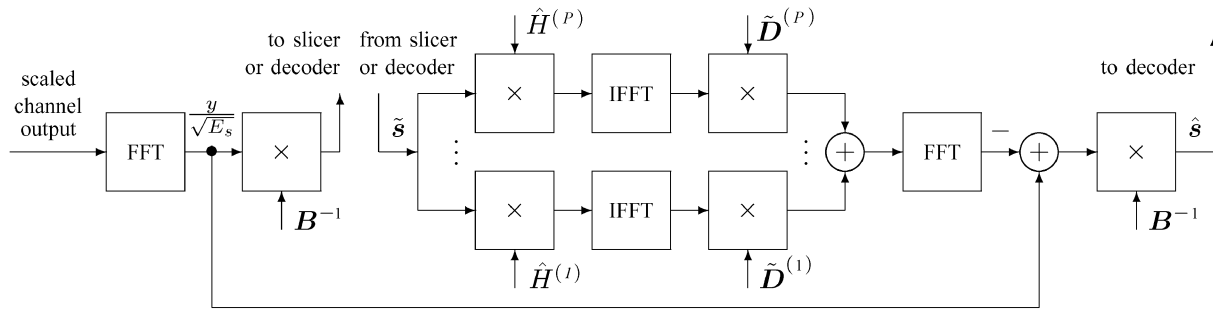 scaled
channel
output
FFT
y
√E_s
×
B⁻¹
to slicer
or decoder
from slicer
or decoder
s̃
Ĥ^(P)
×
IFFT
D̃^(P)
×
⋮
⋮
×
Ĥ^(1)
IFFT
×
D̃^(1)
+
FFT
−
+
to decoder
×
B⁻¹
ŝ